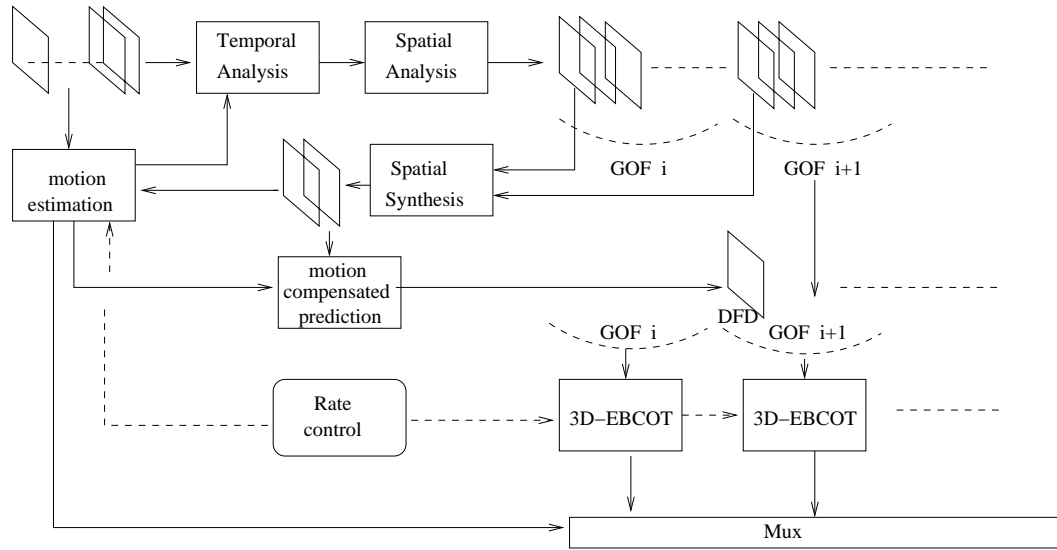 Temporal
Analysis
Spatial
Analysis
GOF i
GOF i+1
motion
estimation
Spatial
Synthesis
motion
compensated
prediction
DFD
GOF i
GOF i+1
Rate
control
3D–EBCOT
3D–EBCOT
Mux